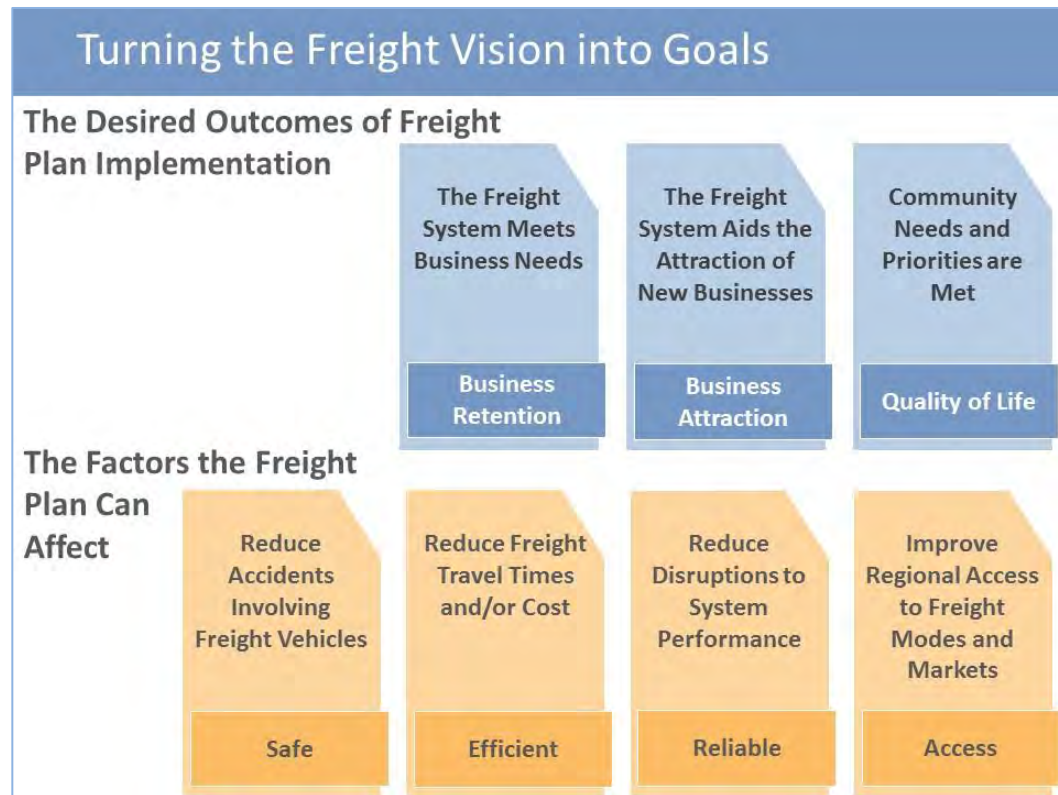 Turning the Freight Vision into Goals
The Desired Outcomes of Freight
Plan Implementation
The Freight
System Meets
Business Needs
Business
Retention
The Freight
System Aids the
Attraction of
New Businesses
Business
Attraction
Community
Needs and
Priorities are
Met
Quality of Life
The Factors the Freight
Plan Can
Affect
Reduce
Accidents
Involving
Freight Vehicles
Safe
Reduce Freight
Travel Times
and/or Cost
Efficient
Reduce
Disruptions to
System
Performance
Reliable
Improve
Regional Access
to Freight
Modes and
Markets
Access